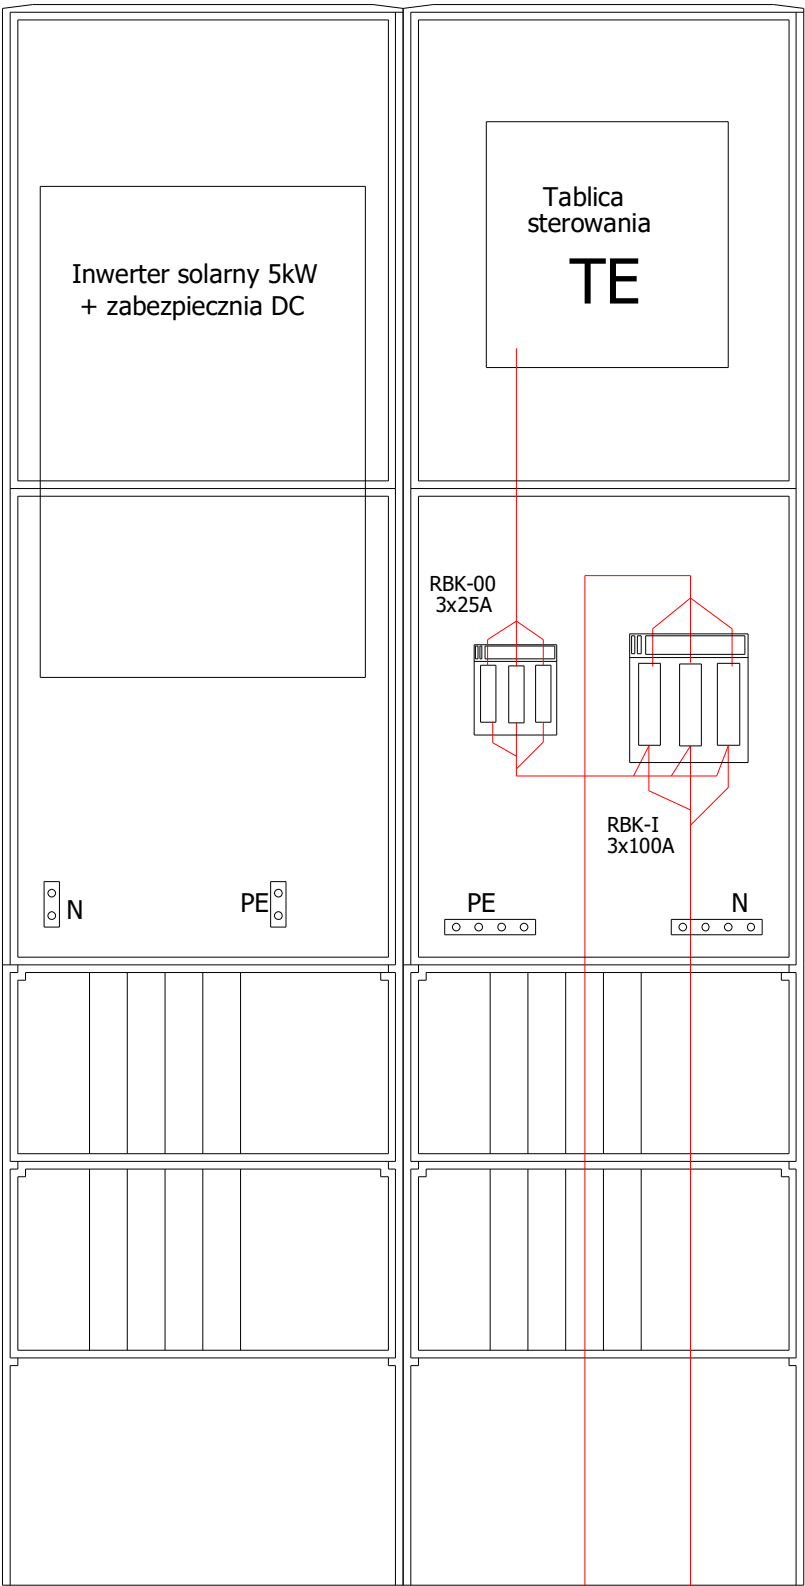 Inwerter solarny 5kW
+ zabezpiecznia DC
Tablica
sterowania
TE
RBK-00
3x25A
RBK-I
3x100A
N
PE
PE
N